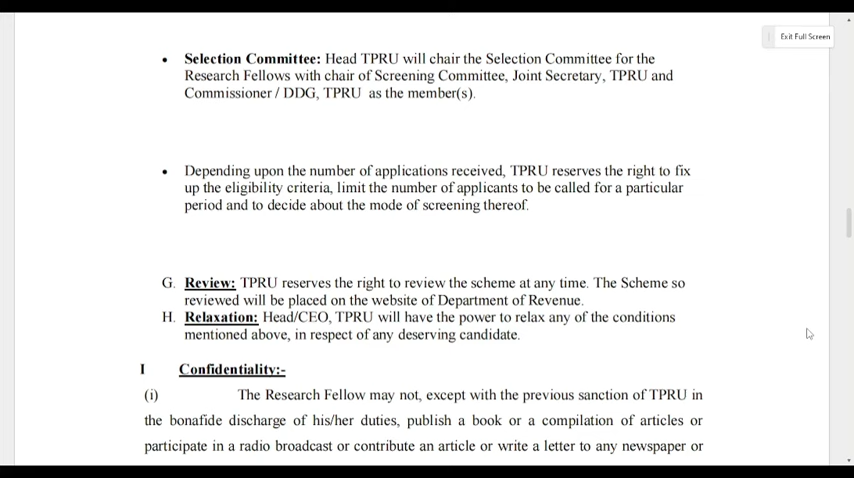 Exit Full Screen
• Selection Committee: Head TPRU will chair the Selection Committee for the
Research Fellows with chair of Screening Committee, Joint Secretary, TPRU and
Commissioner / DDG, TPRU as the member(s).
• Depending upon the number of applications received, TPRU reserves the right to fix
up the eligibility criteria, limit the number of applicants to be called for a particular
period and to decide about the mode of screening thereof.
G. Review: TPRU reserves the right to review the scheme at any time. The Scheme so
reviewed will be placed on the website of Department of Revenue.
H. Relaxation: Head/CEO, TPRU will have the power to relax any of the conditions
mentioned above, in respect of any deserving candidate.
I Confidentiality:-
(i) The Research Fellow may not, except with the previous sanction of TPRU in
the bonafide discharge of his/her duties, publish a book or a compilation of articles or
participate in a radio broadcast or contribute an article or write a letter to any newspaper or